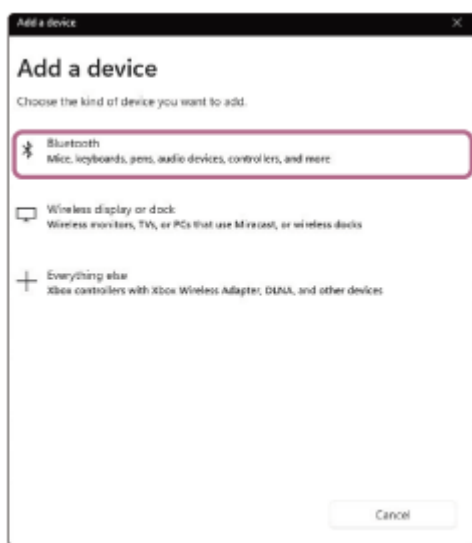 Add a device
Add a device
Choose the kind of device you want to add.
Bluetooth
Mice, keyboards, pens, audio devices, controllers, and more
Wireless display or dock
Wireless monitors, TVs, or PCs that use Miracast, or wireless docks
Everything else
Xbox controllers with Xbox Wireless Adapter, DLNA, and other devices
Cancel